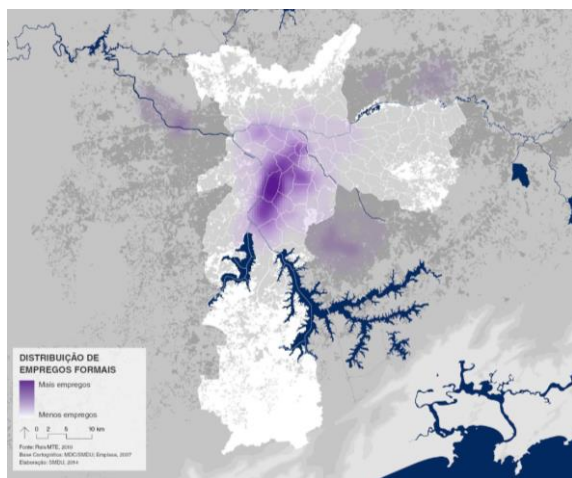 DISTRIBUIÇÃO DE
EMPREGOS FORMAIS
Mais empregos
Menos empregos
0 2 5 10 km
Fonte: Rais/MTE, 2010
Base Cartográfica: MDC/SMDU; Emplasa, 2007
Elaboração: SMDU, 2014